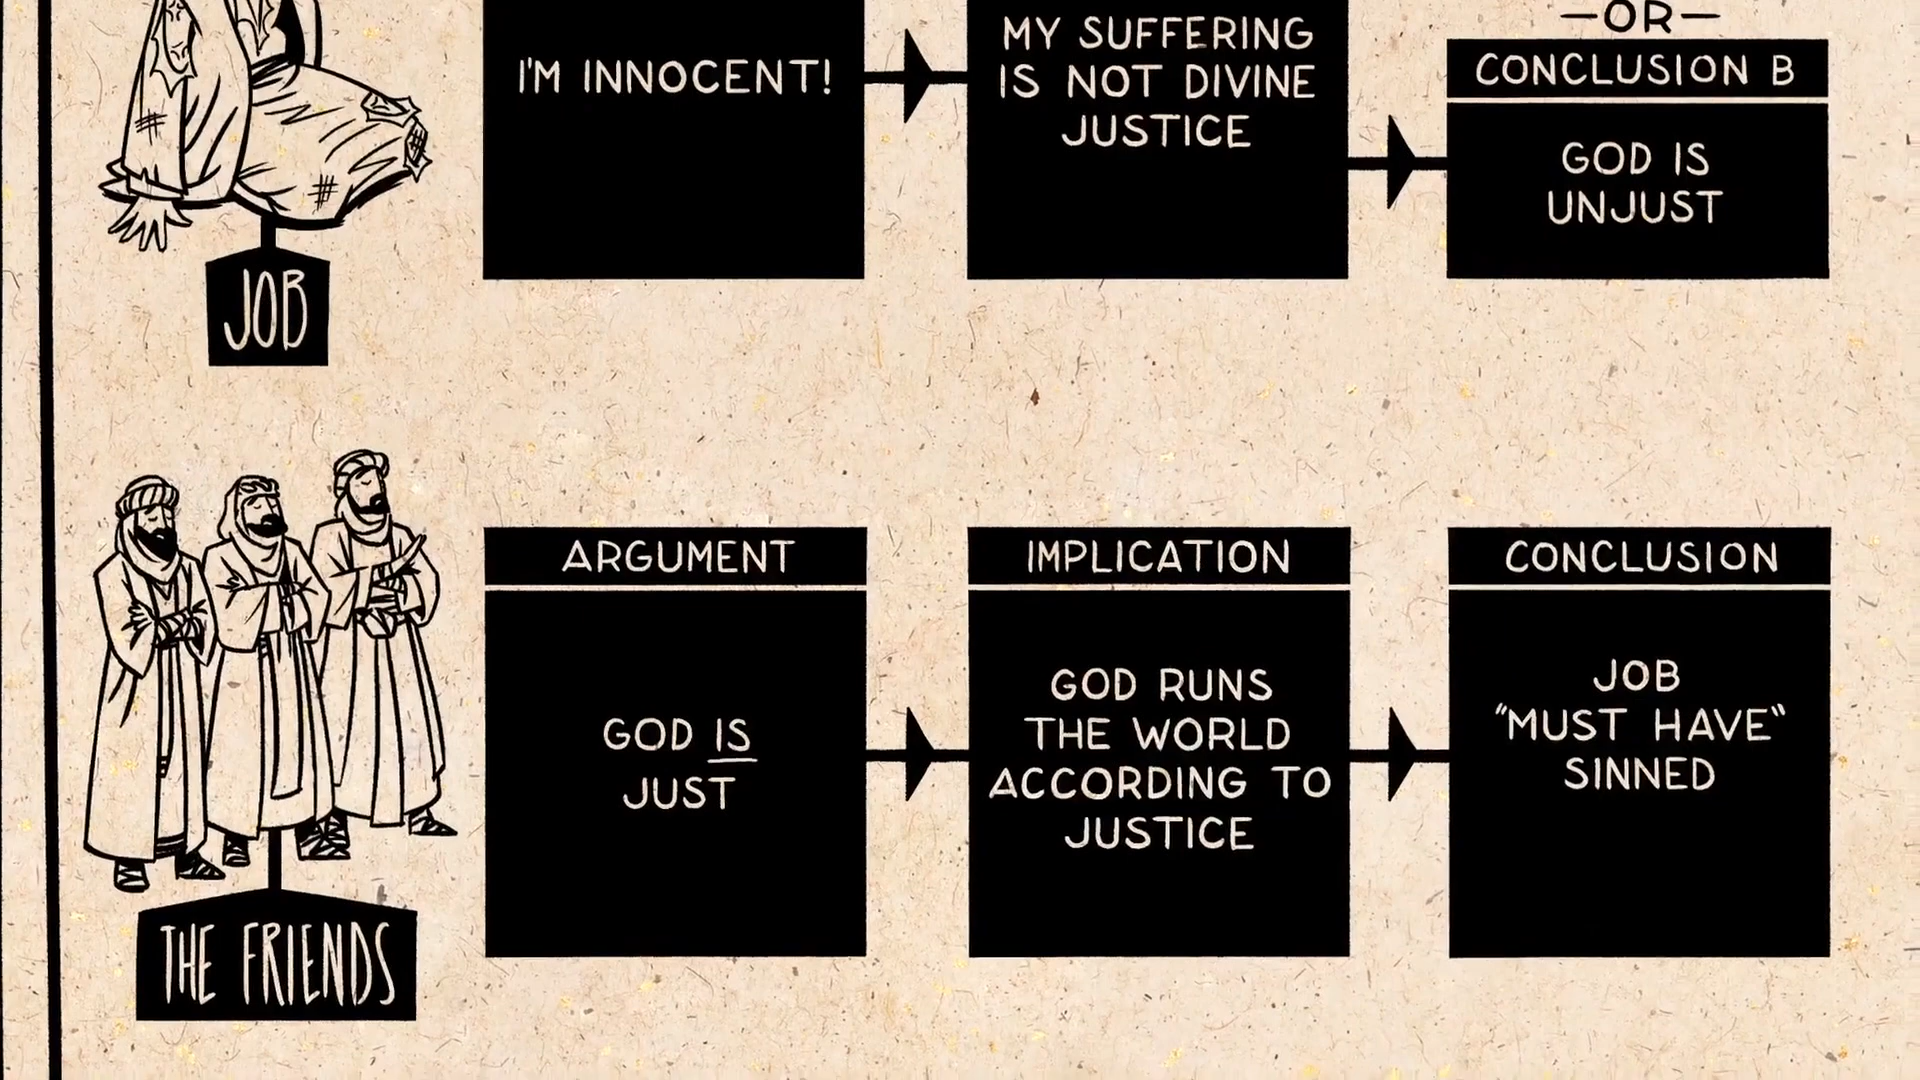 —OR—
I'M INNOCENT!
MY SUFFERING
IS NOT DIVINE
JUSTICE
CONCLUSION B
GOD IS
UNJUST
JOB
ARGUMENT
GOD IS
JUST
IMPLICATION
GOD RUNS
THE WORLD
ACCORDING TO
JUSTICE
CONCLUSION
JOB
"MUST HAVE"
SINNED
THE FRIENDS